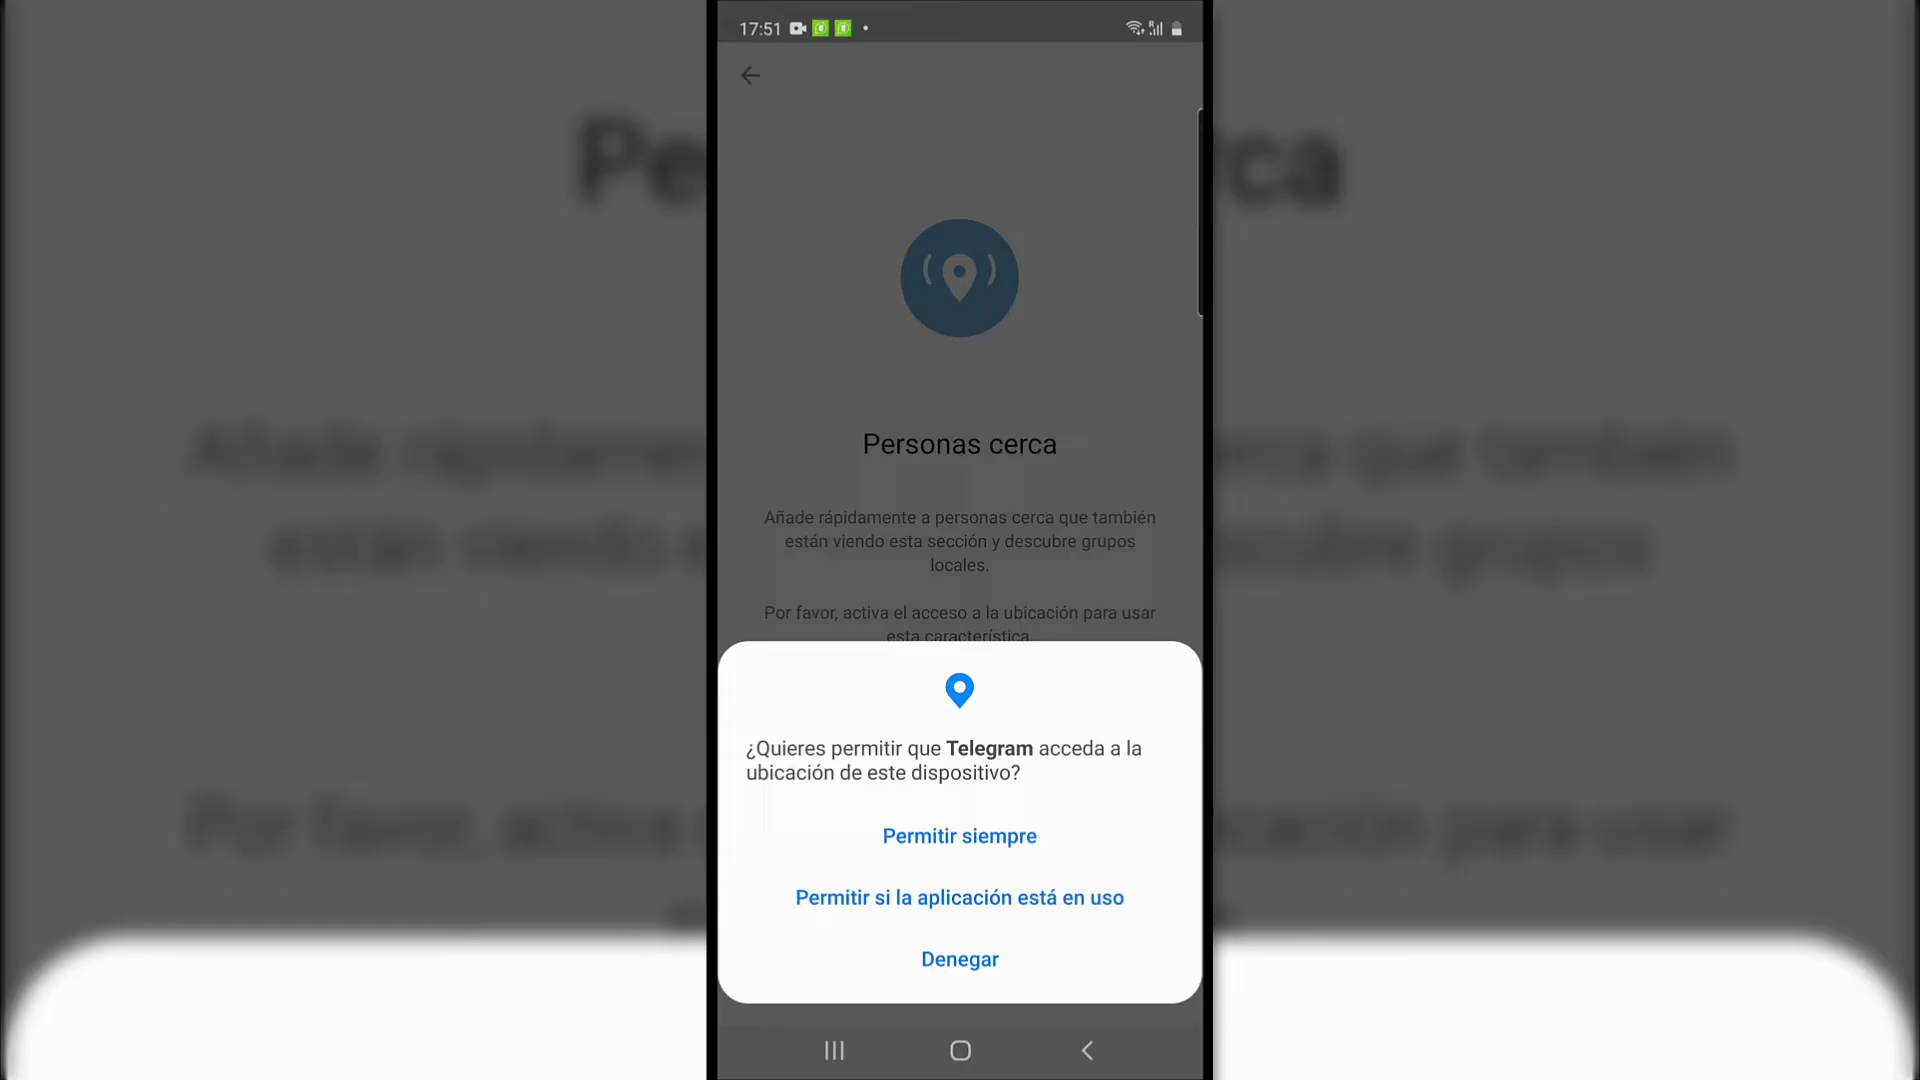 17:51
Personas cerca
Añade rápidamente a personas cerca que también
están viendo esta sección y descubre grupos
locales.
Por favor, activa el acceso a la ubicación para usar
esta característica.
¿Quieres permitir que Telegram acceda a la
ubicación de este dispositivo?
Permitir siempre
Permitir si la aplicación está en uso
Denegar